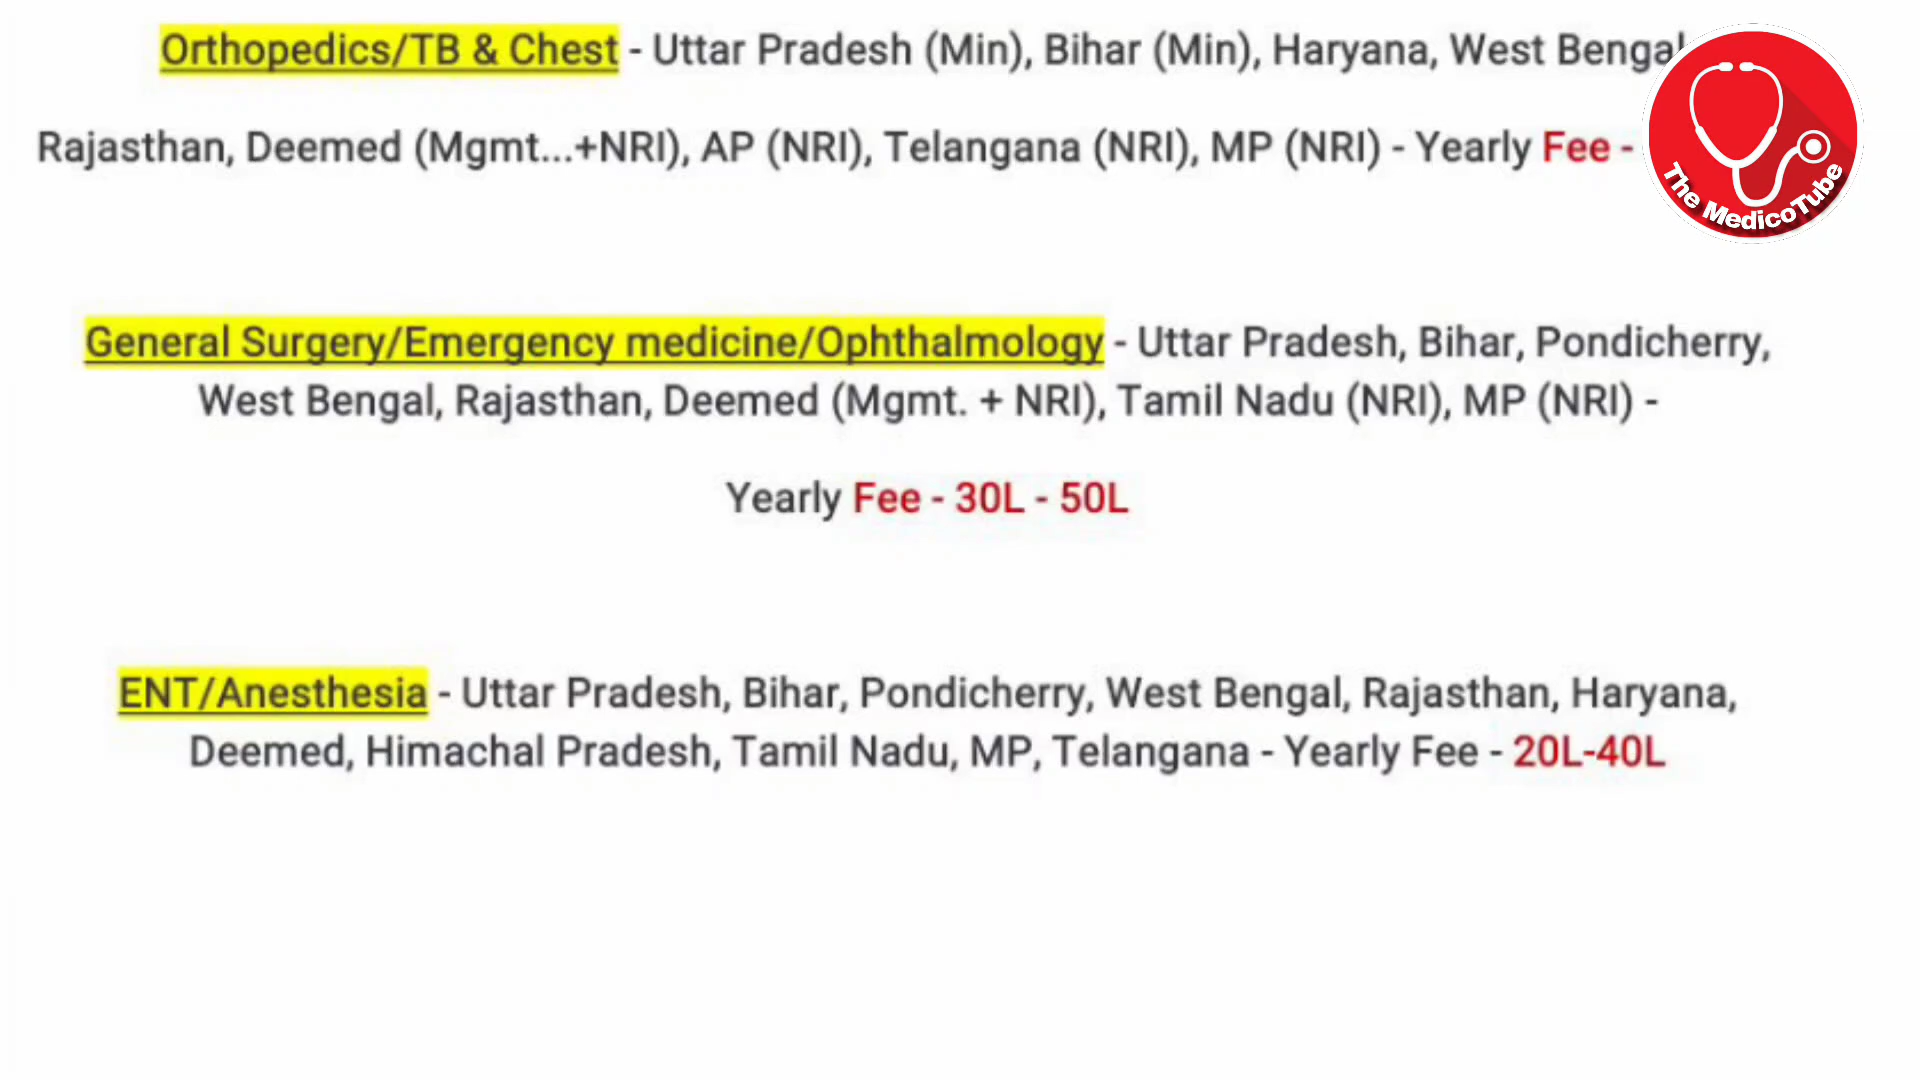 Orthopedics/TB & Chest - Uttar Pradesh (Min), Bihar (Min), Haryana, West Bengal
Rajasthan, Deemed (Mgmt...+NRI), AP (NRI), Telangana (NRI), MP (NRI) - Yearly Fee -
The MedicoTube
General Surgery/Emergency medicine/Ophthalmology - Uttar Pradesh, Bihar, Pondicherry,
West Bengal, Rajasthan, Deemed (Mgmt. + NRI), Tamil Nadu (NRI), MP (NRI) -
Yearly Fee - 30L - 50L
ENT/Anesthesia - Uttar Pradesh, Bihar, Pondicherry, West Bengal, Rajasthan, Haryana,
Deemed, Himachal Pradesh, Tamil Nadu, MP, Telangana - Yearly Fee - 20L-40L